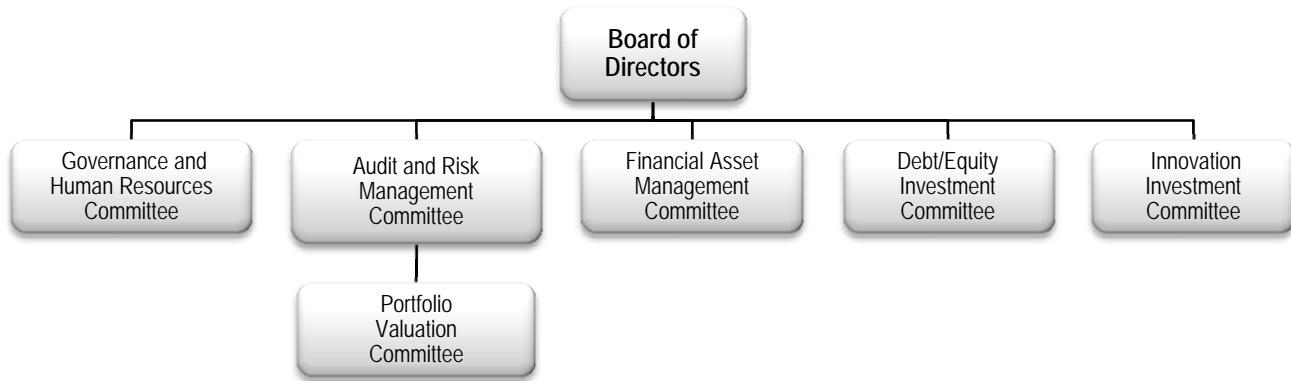 Board of
Directors
Governance and
Human Resources
Committee
Audit and Risk
Management
Committee
Financial Asset
Management
Committee
Debt/Equity
Investment
Committee
Innovation
Investment
Committee
Portfolio
Valuation
Committee